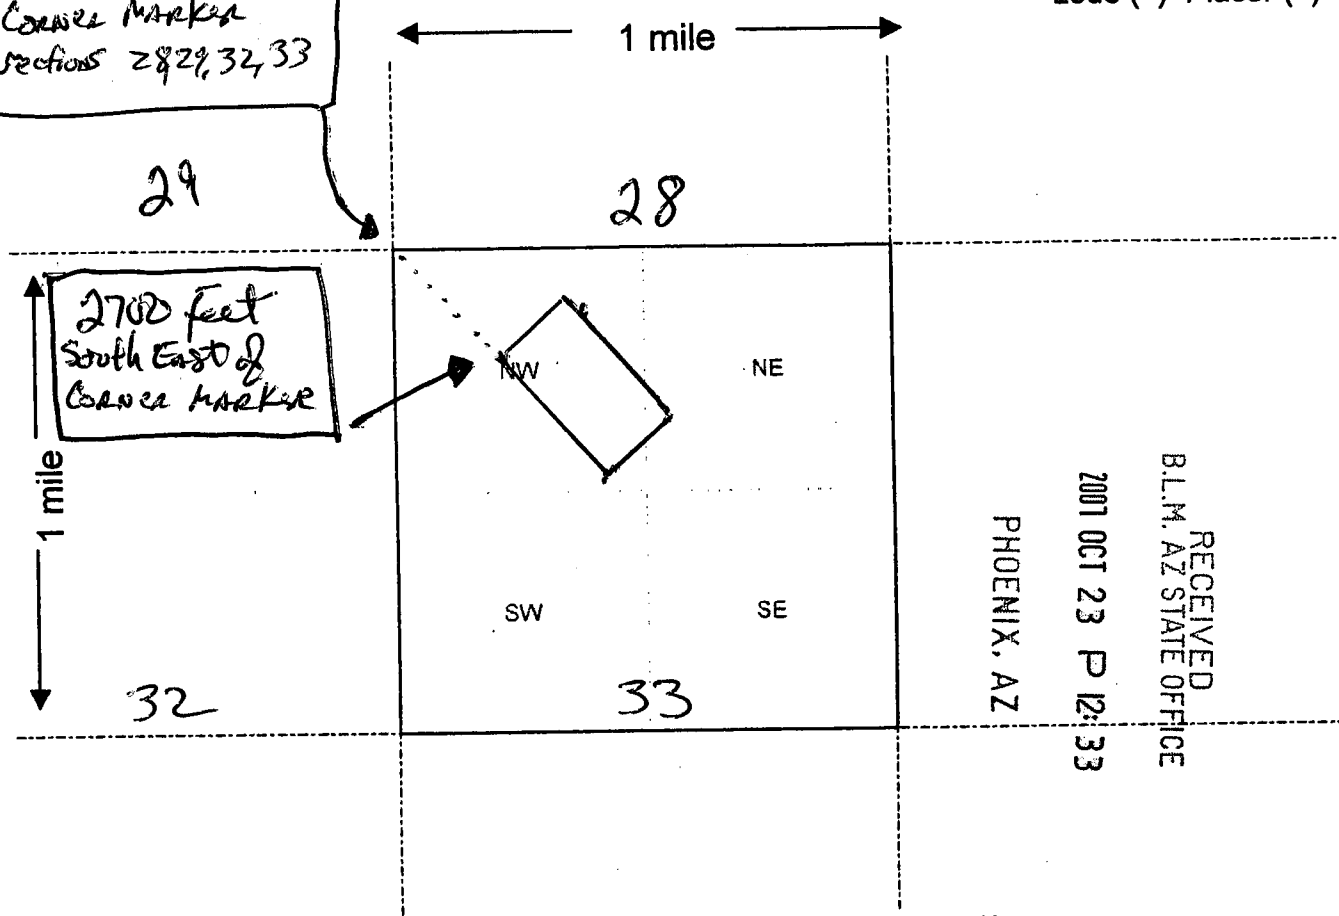 Corner Marker
sections 28,29,32,33
1 mile
29
28
2700 feet
South East of
Corner Marker
1 mile
NW
NE
SW
SE
32
33
RECEIVED
B.L.M. AZ STATE OFFICE
2007 OCT 23 P 12:33
PHOENIX, AZ